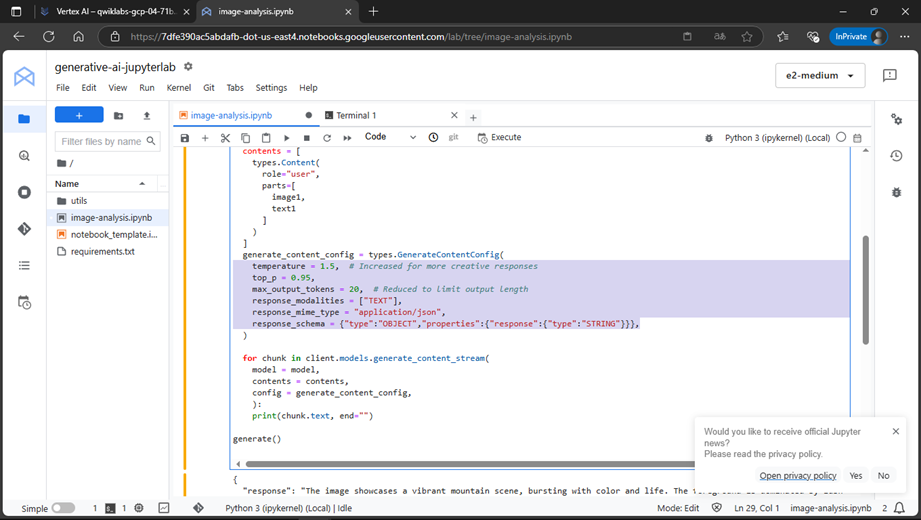 Vertex AI – qwiklabs-gcp-04-71b
image-analysis.ipynb
https://7dfe390ac5abdafb-dot-us-east4.notebooks.googleusercontent.com/lab/tree/image-analysis.ipynb
InPrivate
generative-ai-jupyterlab
e2-medium
File Edit View Run Kernel Git Tabs Settings Help
image-analysis.ipynb
Terminal 1
Code
git
Execute
Python 3 (ipykernel) (Local)
Filter files by name
/
Name
utils
image-analysis.ipynb
notebook_template.i...
requirements.txt
contents = [
types.Content(
role="user",
parts=[
image1,
text1
]
)
]
generate_content_config = types.GenerateContentConfig(
temperature = 1.5, # Increased for more creative responses
top_p = 0.95,
max_output_tokens = 20, # Reduced to limit output length
response_modalities = ["TEXT"],
response_mime_type = "application/json",
response_schema = {"type":"OBJECT","properties":{"response":{"type":"STRING"}}},
)
for chunk in client.models.generate_content_stream(
model = model,
contents = contents,
config = generate_content_config,
):
print(chunk.text, end="")
generate()
{
"response": "The image showcases a vibrant mountain scene, bursting with color and life. The
Would you like to receive official Jupyter
news?
Please read the privacy policy.
Open privacy policy Yes No
Simple
1
1
Python 3 (ipykernel) (Local) | Idle
Mode: Edit
Ln 29, Col 1
image-analysis.ipynb
2